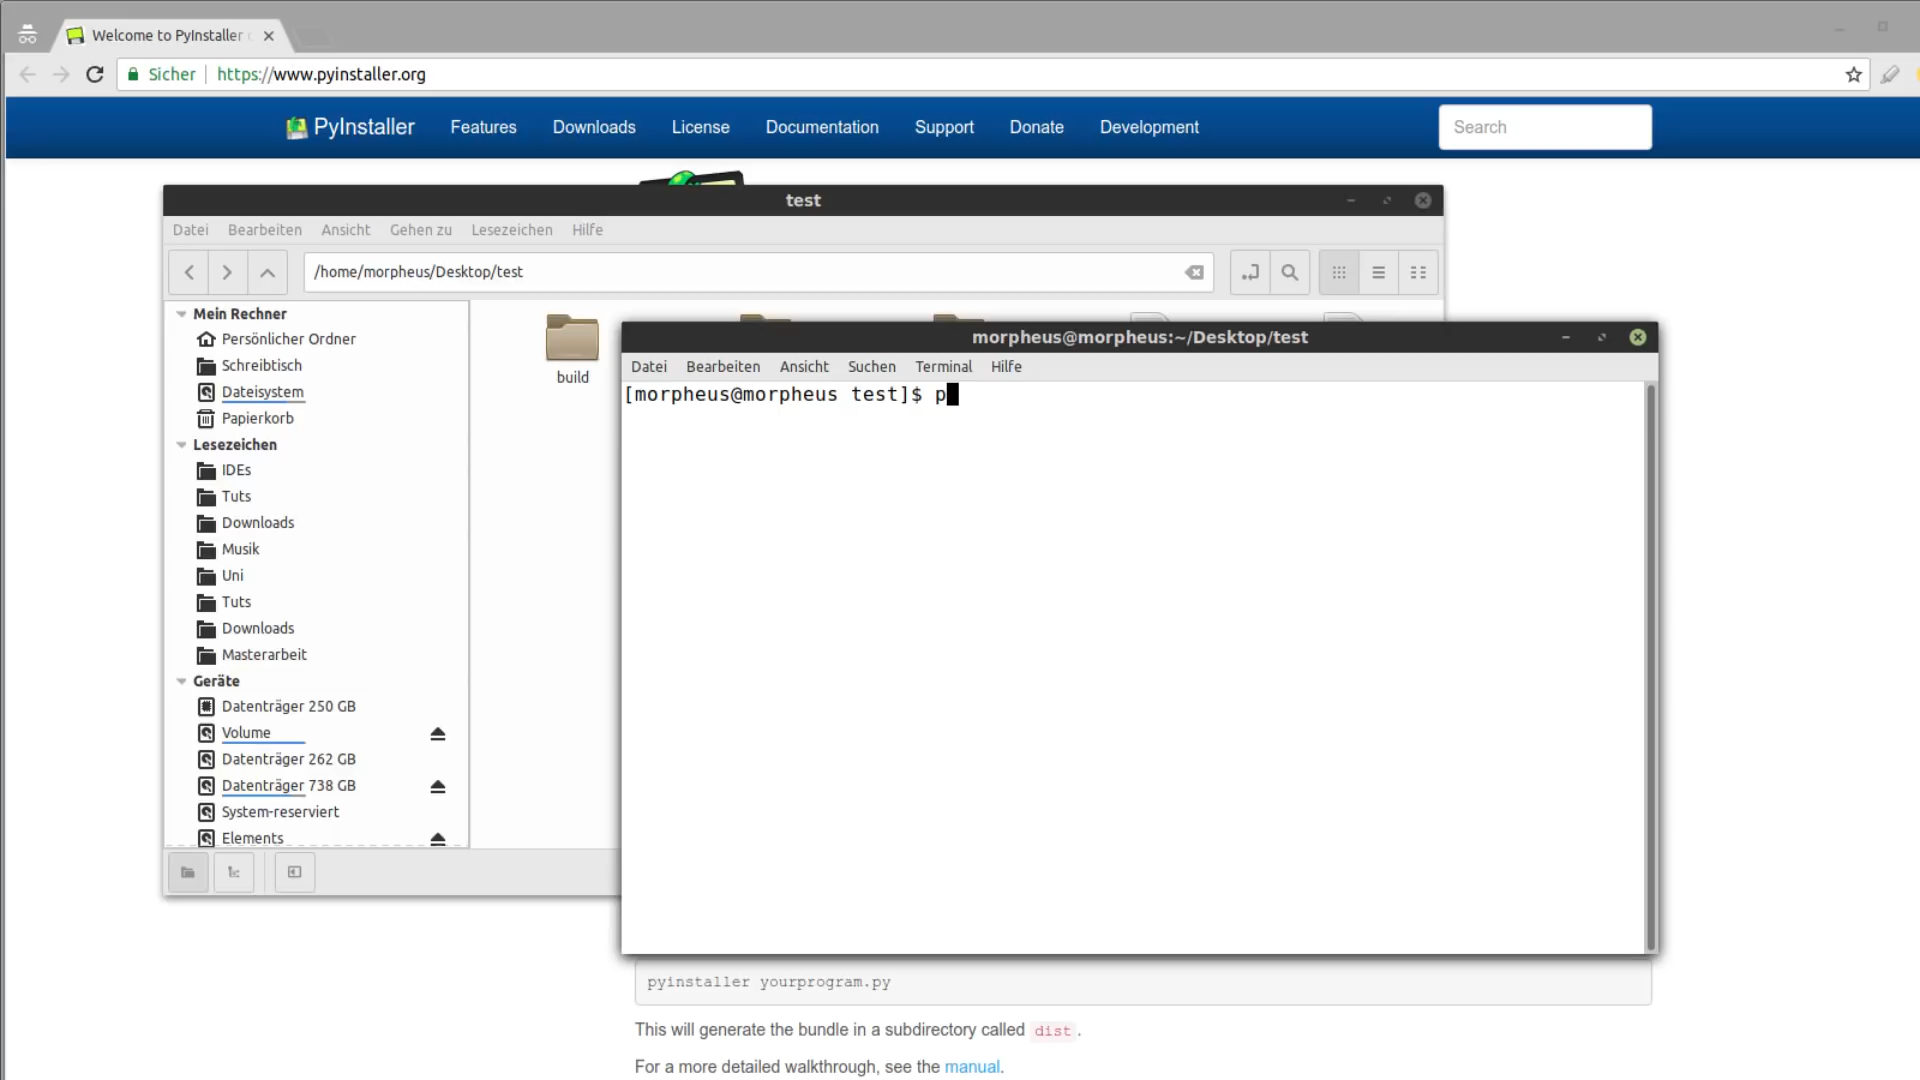 Welcome to PyInstaller
Sicher
https://www.pyinstaller.org
PyInstaller
Features
Downloads
License
Documentation
Support
Donate
Development
Search
test
Datei
Bearbeiten
Ansicht
Gehen zu
Lesezeichen
Hilfe
/home/morpheus/Desktop/test
Mein Rechner
Persönlicher Ordner
Schreibtisch
Dateisystem
Papierkorb
Lesezeichen
IDEs
Tuts
Downloads
Musik
Uni
Tuts
Downloads
Masterarbeit
Geräte
Datenträger 250 GB
Volume
Datenträger 262 GB
Datenträger 738 GB
System-reserviert
Elements
build
morpheus@morpheus:~/Desktop/test
Datei
Bearbeiten
Ansicht
Suchen
Terminal
Hilfe
[morpheus@morpheus test]$ p
pyinstaller yourprogram.py
This will generate the bundle in a subdirectory called dist.
For a more detailed walkthrough, see the manual.